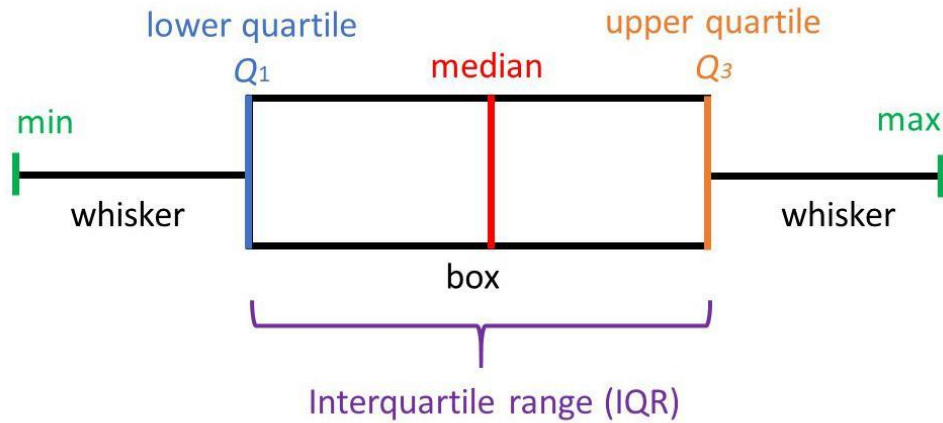 lower quartile
Q1
median
upper quartile
Q3
min
max
whisker
whisker
box
Interquartile range (IQR)